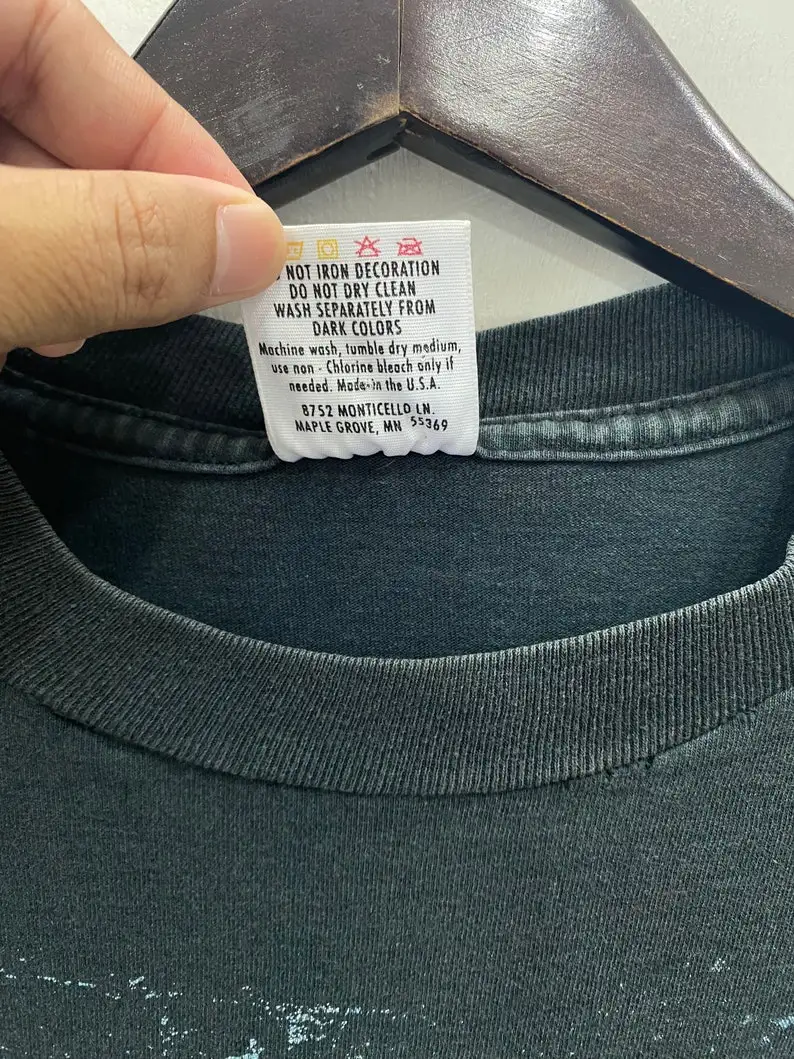 NOT IRON DECORATION
DO NOT DRY CLEAN
WASH SEPARATELY FROM
DARK COLORS
Machine wash, tumble dry medium,
use non - Chlorine bleach only if
needed. Made in the U.S.A.
8752 MONTICELLO LN.
MAPLE GROVE, MN 55369